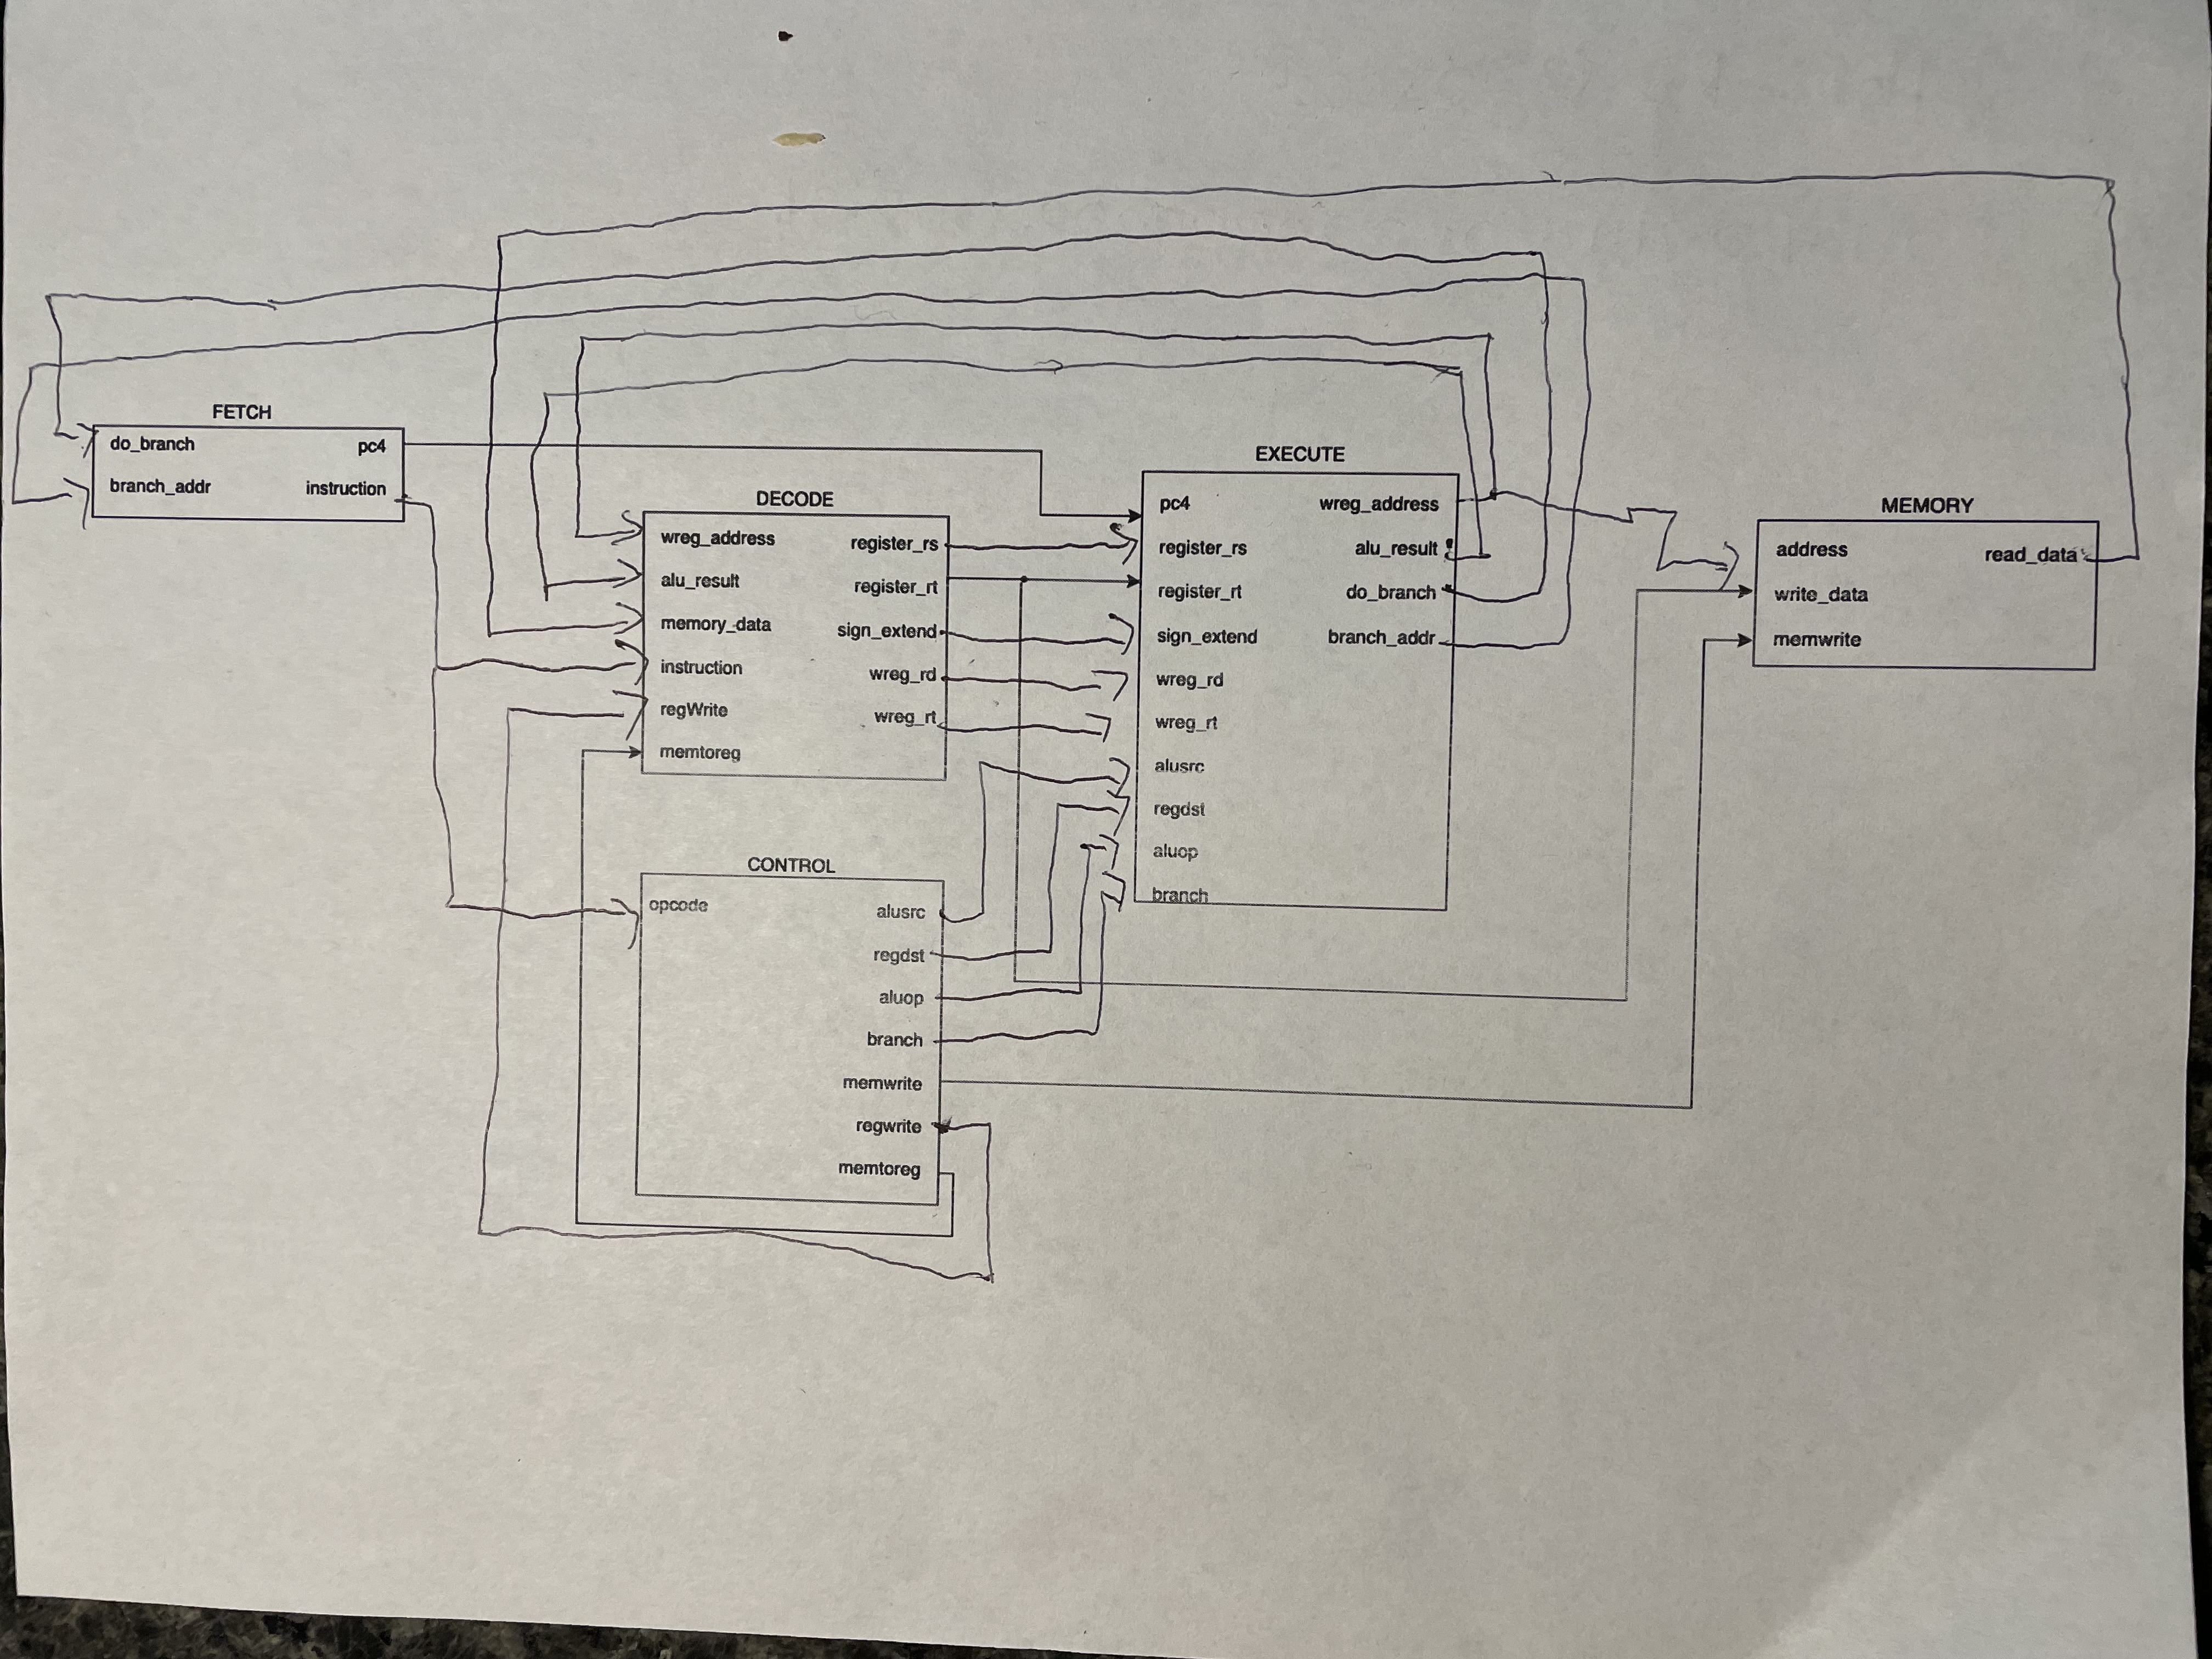 FETCH
do_branch
pc4
branch_addr
instruction
DECODE
wreg_address
register_rs
alu_result
register_rt
memory_data
sign_extend
instruction
wreg_rd
regWrite
wreg_rt
memtoreg
CONTROL
opcode
alusrc
regdst
aluop
branch
memwrite
regwrite
memtoreg
EXECUTE
pc4
wreg_address
register_rs
alu_result
register_rt
do_branch
sign_extend
branch_addr
wreg_rd
wreg_rt
alusrc
regdst
aluop
branch
MEMORY
address
read_data
write_data
memwrite